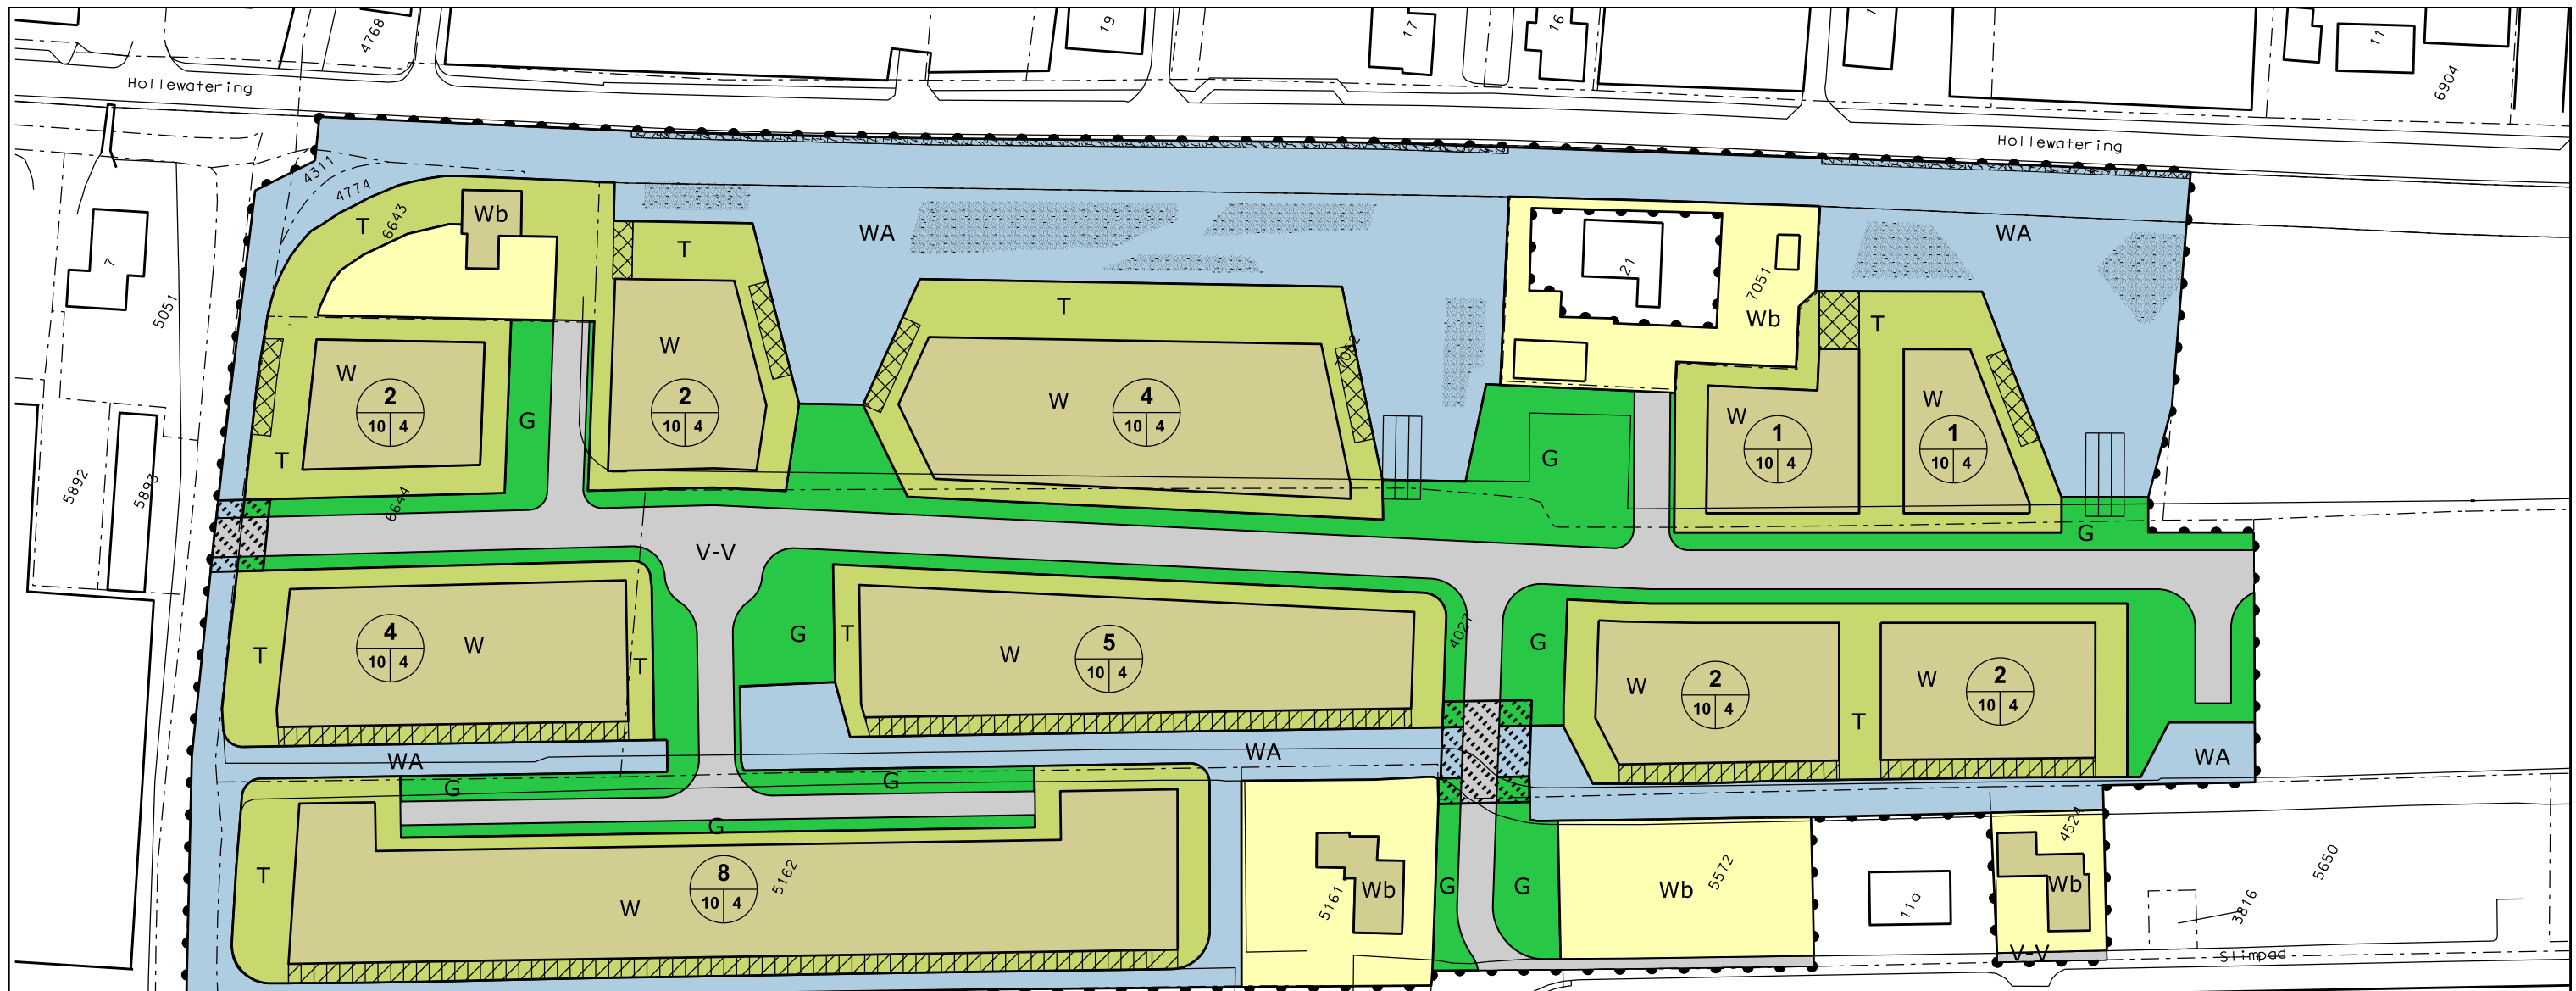 4768
19
17
16
11
6904
Hollewatering
Hollewatering
4311
4774
6643
T
Wb
T
WA
WA
7
5051
21
7051
Wb
T
T
W
W
7052
W
W
W
2
10 4
2
10 4
4
10 4
1
10 4
1
10 4
G
G
T
5892
5893
6644
G
V-V
4027
T
W
4
10 4
T
G
T
W
5
10 4
G
W
2
10 4
T
W
2
10 4
WA
WA
WA
G
G
G
T
W
8
10 4
5162
5161
Wb
G
G
Wb
5572
11a
4524
Wb
V-V
3816
5650
Slimpad